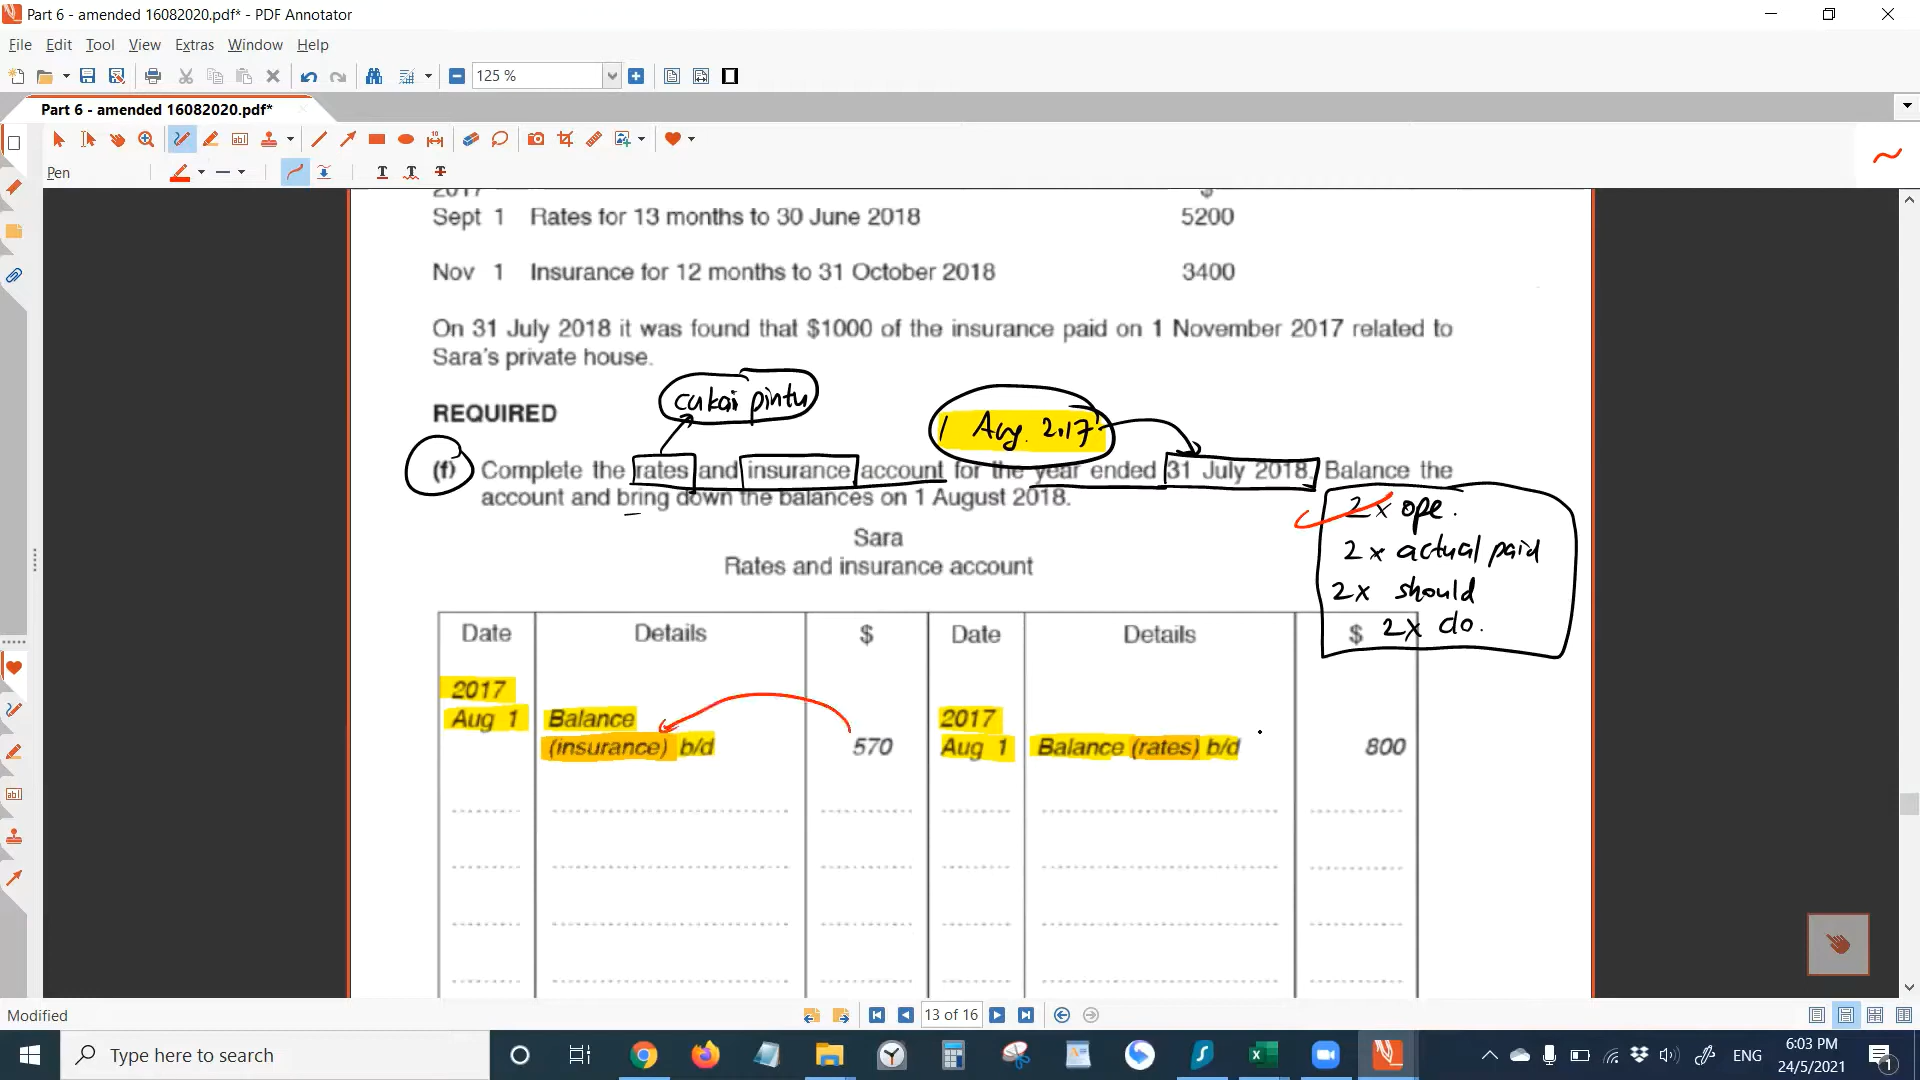 Part 6 - amended 16082020.pdf* - PDF Annotator
File Edit Tool View Extras Window Help
125 %
Part 6 - amended 16082020.pdf*
Pen
2017 $
Sept 1 Rates for 13 months to 30 June 2018 5200
Nov 1 Insurance for 12 months to 31 October 2018 3400
On 31 July 2018 it was found that $1000 of the insurance paid on 1 November 2017 related to
Sara's private house.
cukai pintu
REQUIRED
1 Aug. 2017
(f) Complete the rates and insurance account for the year ended 31 July 2018. Balance the
account and bring down the balances on 1 August 2018.
2x ope.
2x actual paid
2x should
2x do.
Sara
Rates and insurance account
Date Details $ Date Details $
2017
Aug 1 Balance 2017
(insurance) b/d 570 Aug 1 Balance (rates) b/d 800
Modified 13 of 16
Type here to search
ENG
6:03 PM
24/5/2021
1